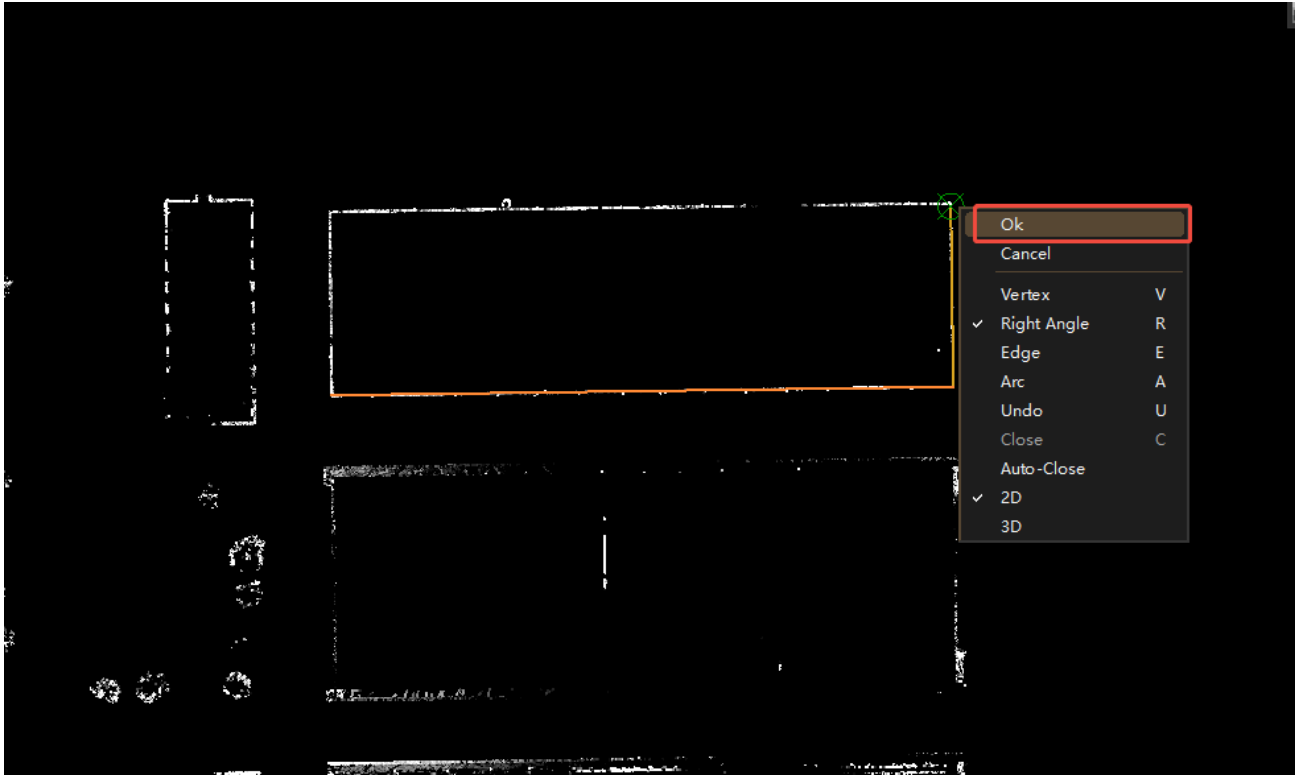 Ok
Cancel
Vertex V
Right Angle R
Edge E
Arc A
Undo U
Close C
Auto-Close
2D
3D